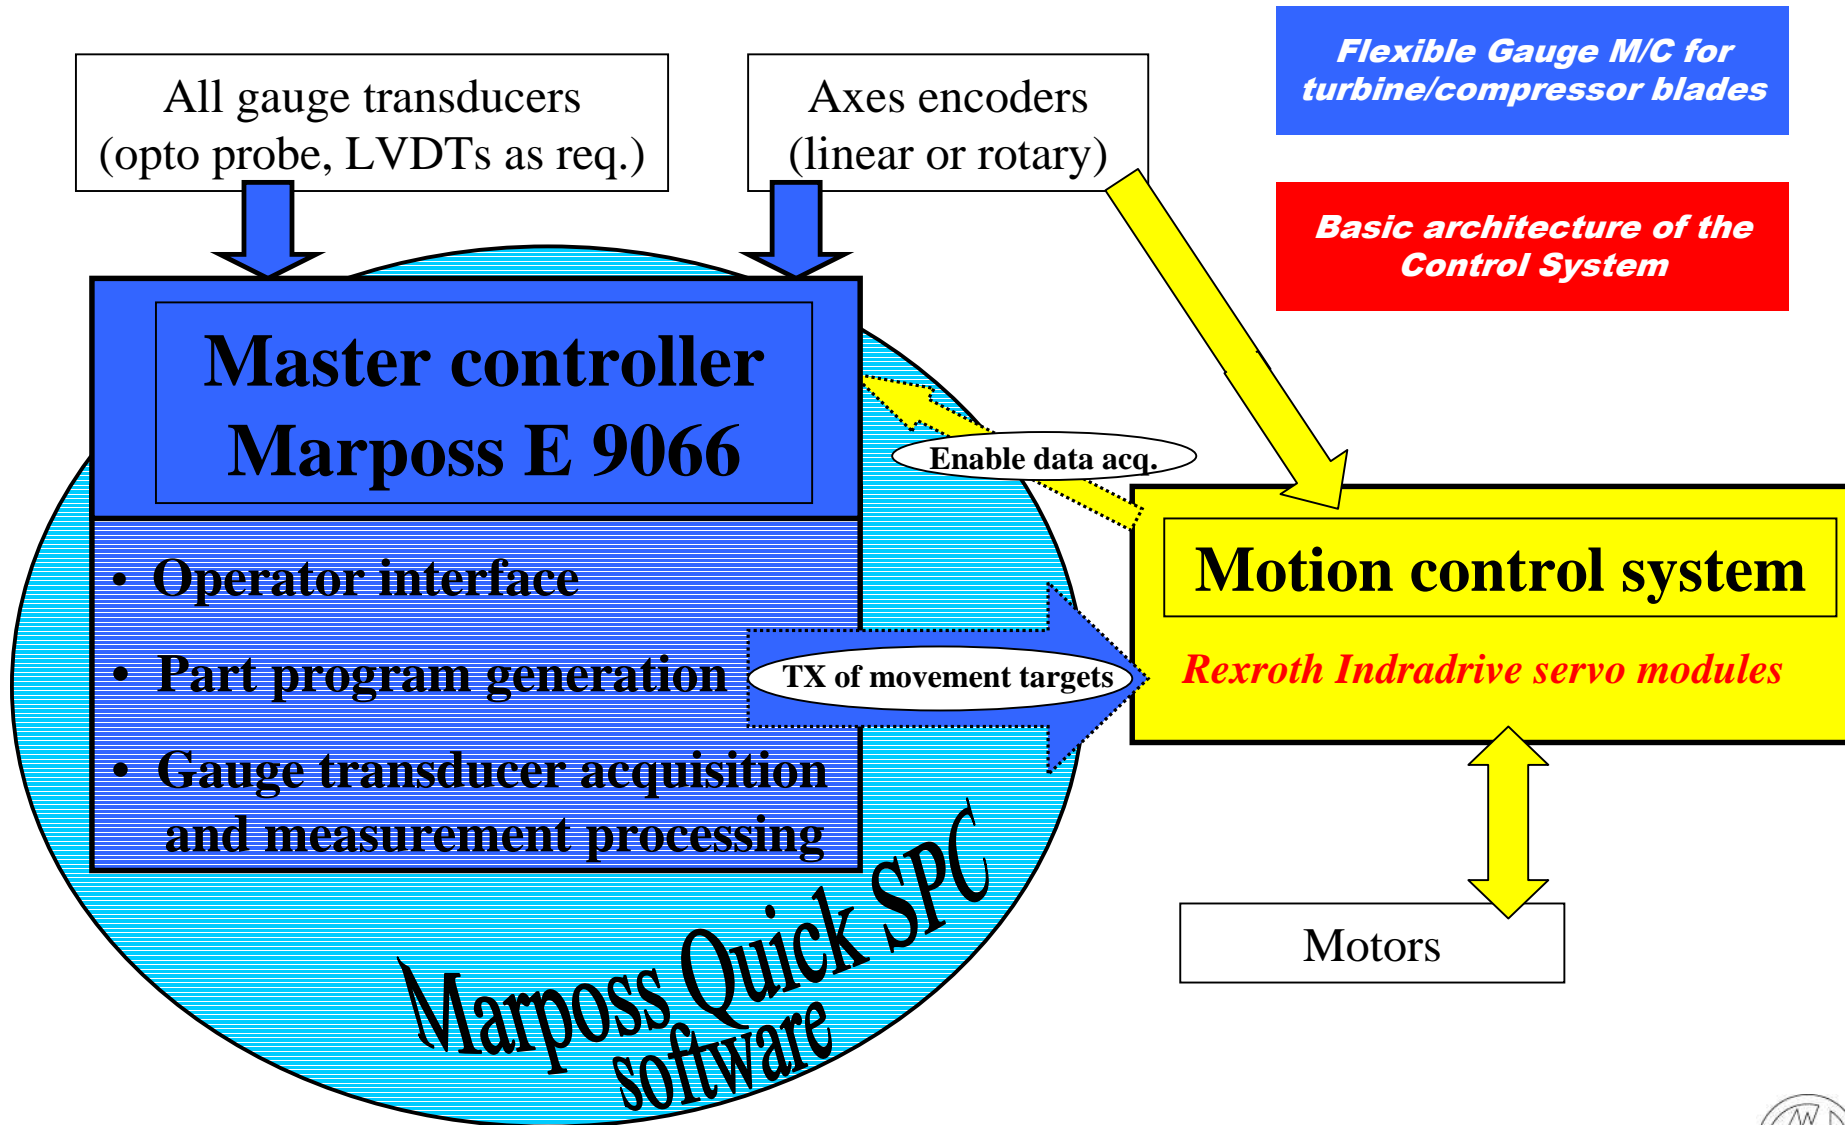 All gauge transducers
(opto probe, LVDTs as req.)
Axes encoders
(linear or rotary)
Flexible Gauge M/C for
turbine/compressor blades
Basic architecture of the
Control System
Master controller
Marposs E 9066
Enable data acq.
• Operator interface
• Part program generation
• Gauge transducer acquisition
and measurement processing
TX of movement targets
Motion control system
Rexroth Indradrive servo modules
Motors
Marposs Quick SPC
software